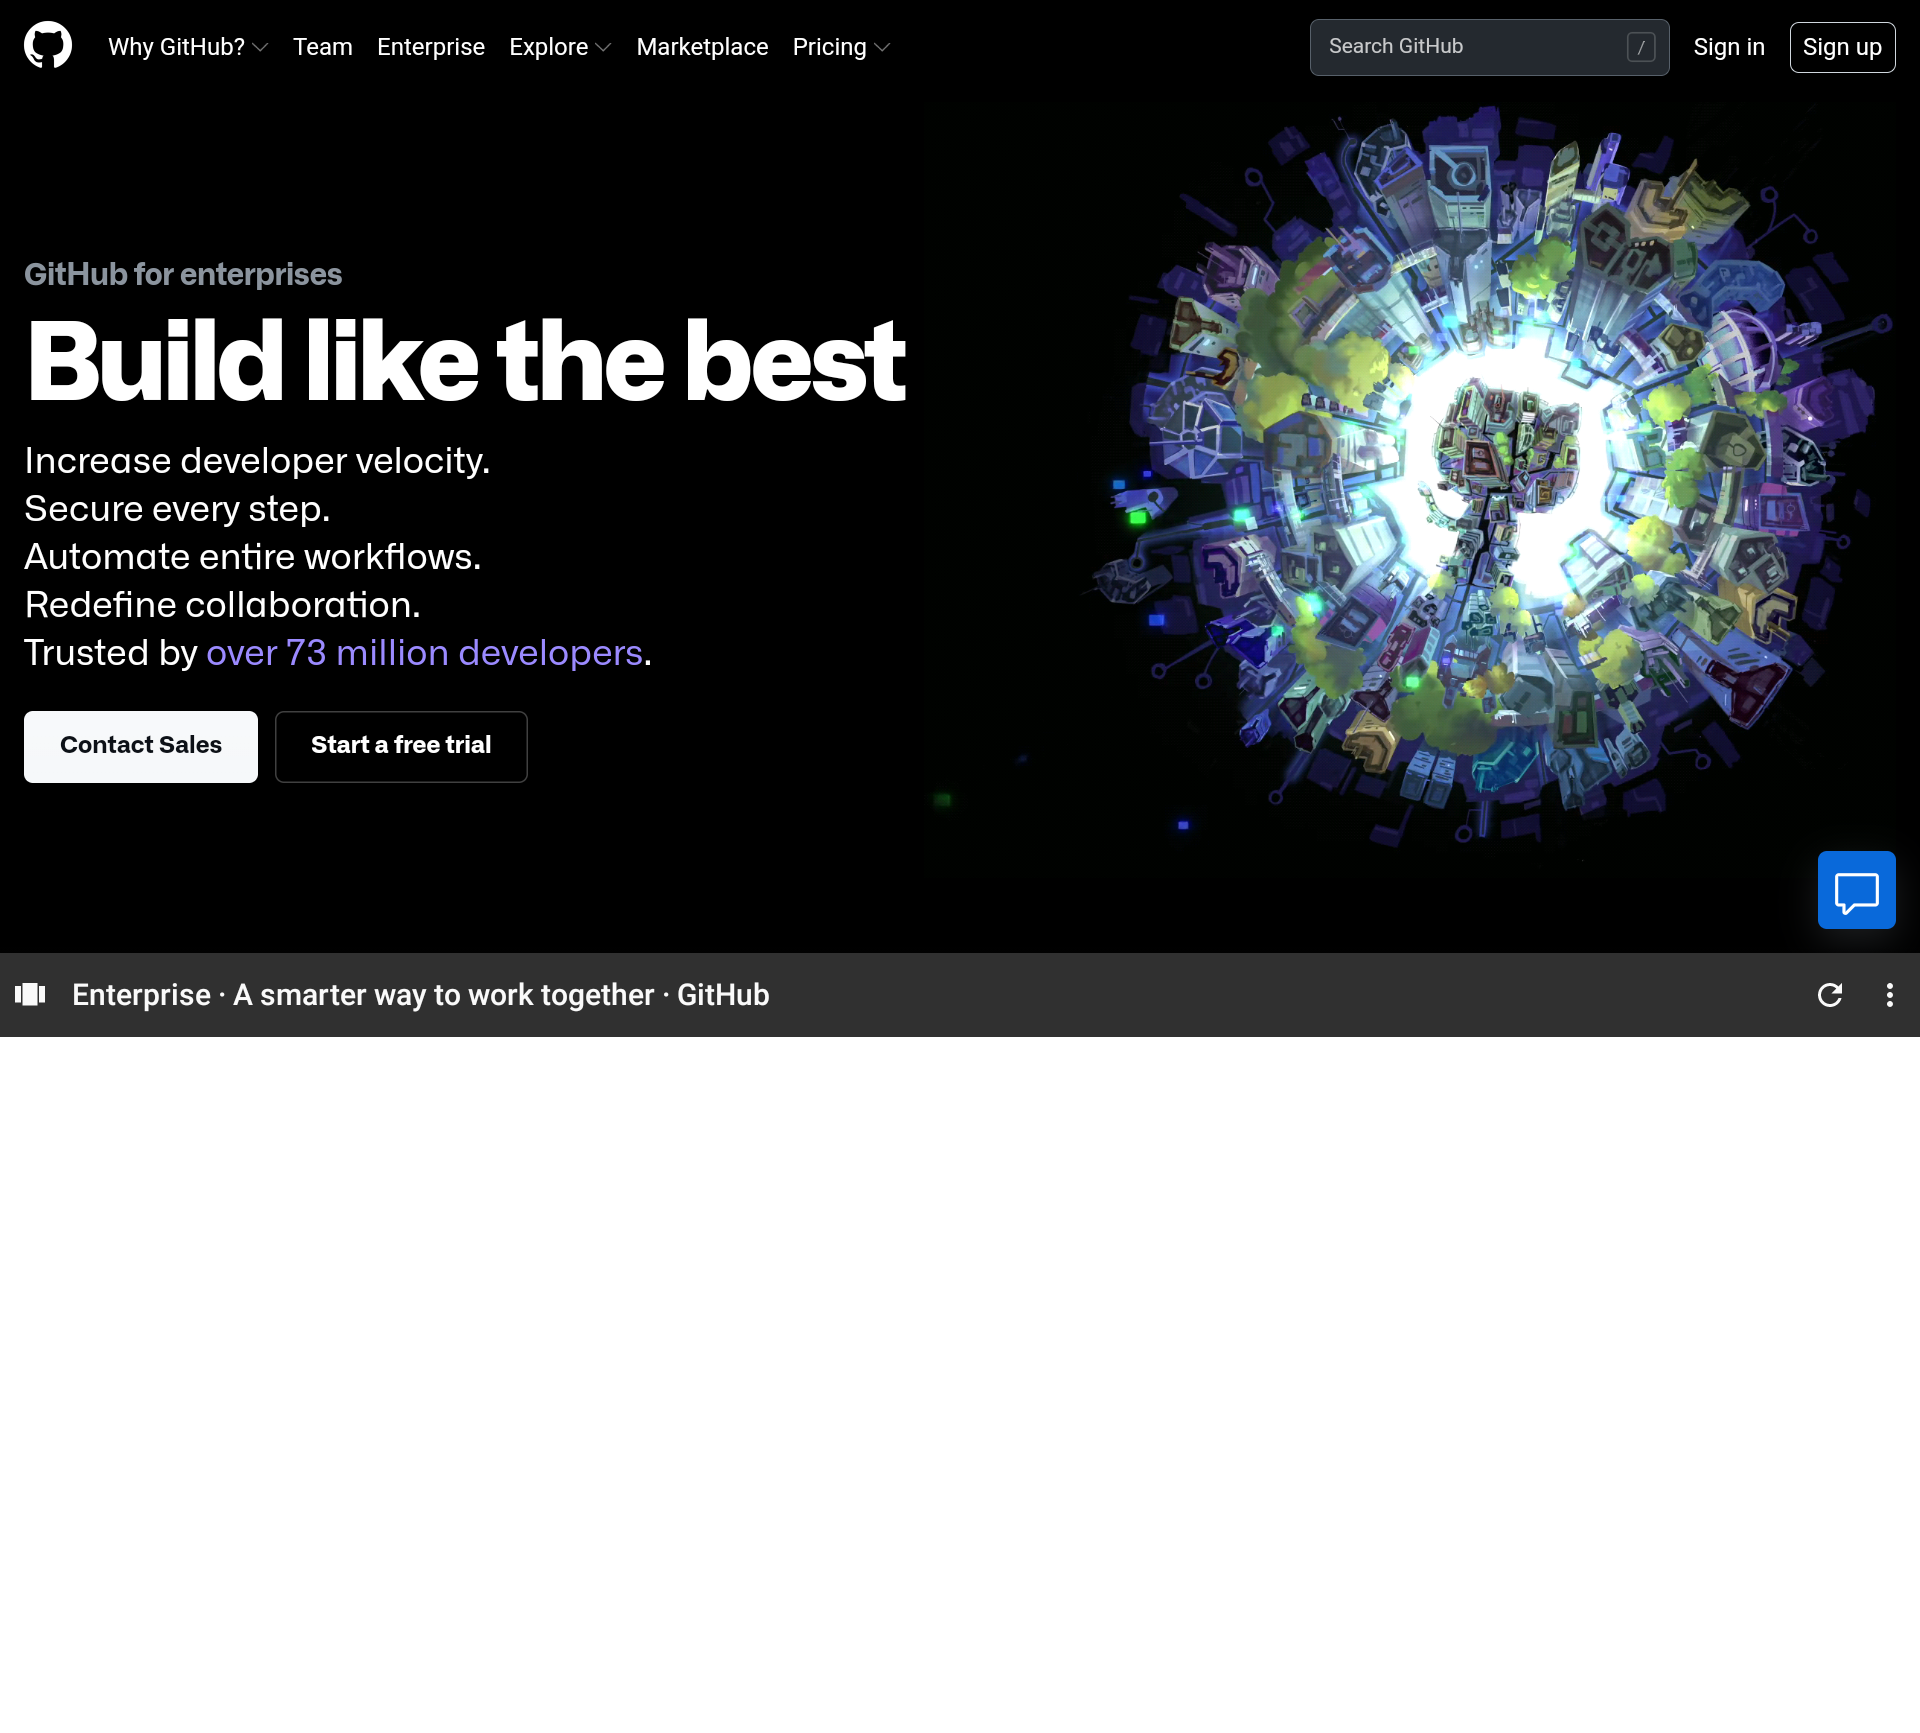 Why GitHub? Team Enterprise Explore Marketplace Pricing Search GitHub / Sign in Sign up
GitHub for enterprises
Build like the best
Increase developer velocity.
Secure every step.
Automate entire workflows.
Redefine collaboration.
Trusted by over 73 million developers.
Contact Sales Start a free trial
Enterprise · A smarter way to work together · GitHub